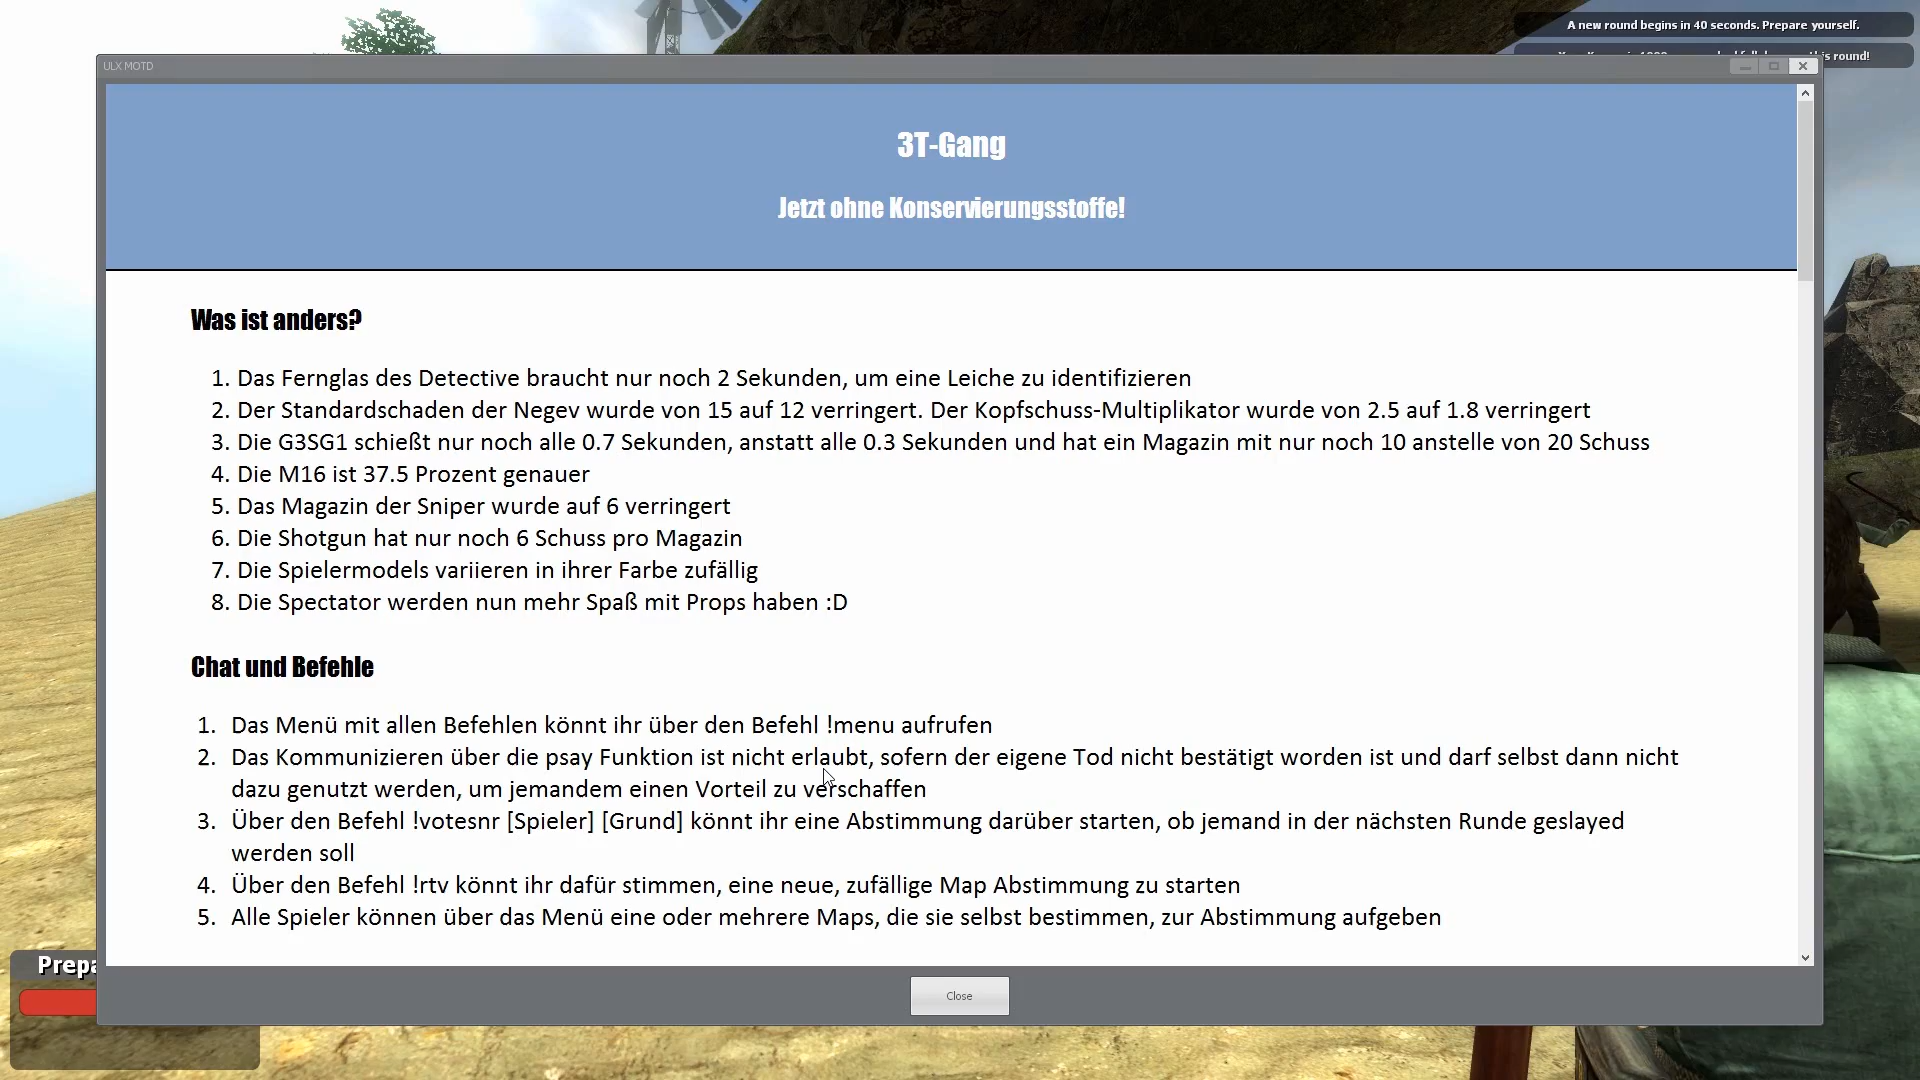 A new round begins in 40 seconds. Prepare yourself.
this round!
ULX MOTD
3T-Gang
Jetzt ohne Konservierungsstoffe!
Was ist anders?
1. Das Fernglas des Detective braucht nur noch 2 Sekunden, um eine Leiche zu identifizieren
2. Der Standardschaden der Negev wurde von 15 auf 12 verringert. Der Kopfschuss-Multiplikator wurde von 2.5 auf 1.8 verringert
3. Die G3SG1 schießt nur noch alle 0.7 Sekunden, anstatt alle 0.3 Sekunden und hat ein Magazin mit nur noch 10 anstelle von 20 Schuss
4. Die M16 ist 37.5 Prozent genauer
5. Das Magazin der Sniper wurde auf 6 verringert
6. Die Shotgun hat nur noch 6 Schuss pro Magazin
7. Die Spielermodels variieren in ihrer Farbe zufällig
8. Die Spectator werden nun mehr Spaß mit Props haben :D
Chat und Befehle
1. Das Menü mit allen Befehlen könnt ihr über den Befehl !menu aufrufen
2. Das Kommunizieren über die psay Funktion ist nicht erlaubt, sofern der eigene Tod nicht bestätigt worden ist und darf selbst dann nicht
dazu genutzt werden, um jemandem einen Vorteil zu verschaffen
3. Über den Befehl !votesnr [Spieler] [Grund] könnt ihr eine Abstimmung darüber starten, ob jemand in der nächsten Runde geslayed
werden soll
4. Über den Befehl !rtv könnt ihr dafür stimmen, eine neue, zufällige Map Abstimmung zu starten
5. Alle Spieler können über das Menü eine oder mehrere Maps, die sie selbst bestimmen, zur Abstimmung aufgeben
Prepa
Close